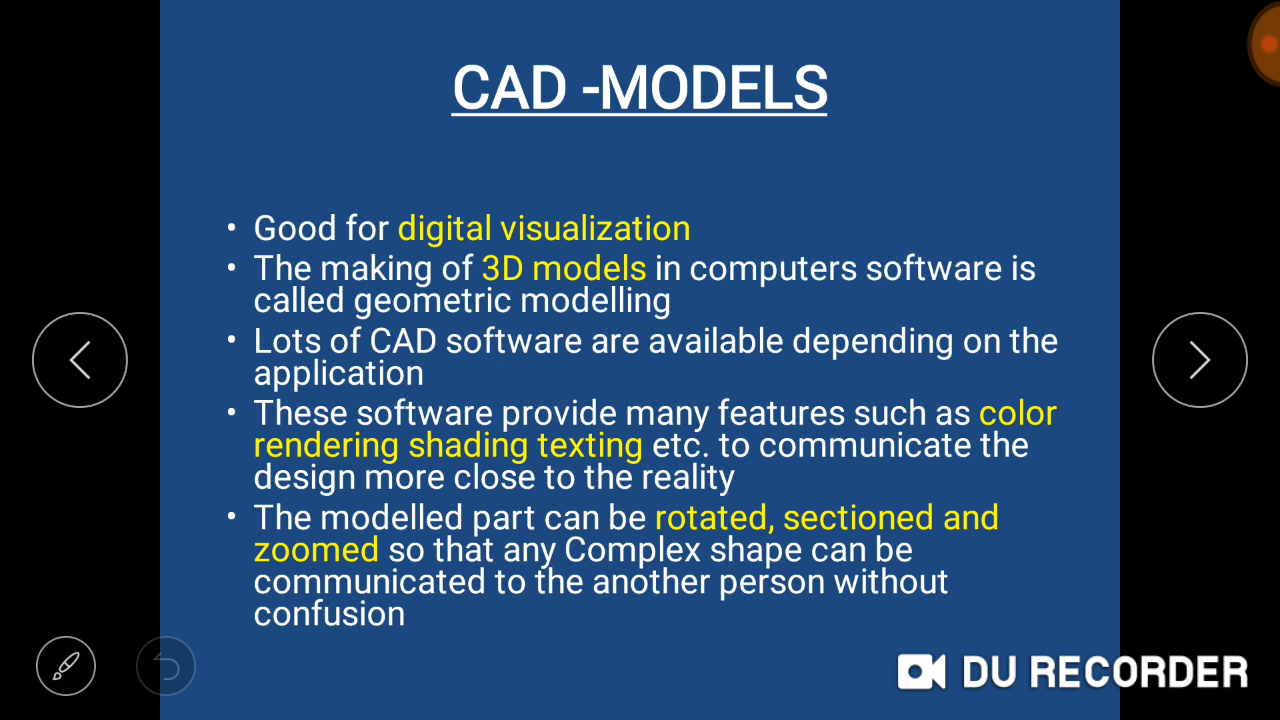 CAD -MODELS
• Good for digital visualization
• The making of 3D models in computers software is
called geometric modelling
• Lots of CAD software are available depending on the
application
• These software provide many features such as color
rendering shading texting etc. to communicate the
design more close to the reality
• The modelled part can be rotated, sectioned and
zoomed so that any Complex shape can be
communicated to the another person without
confusion
DU RECORDER